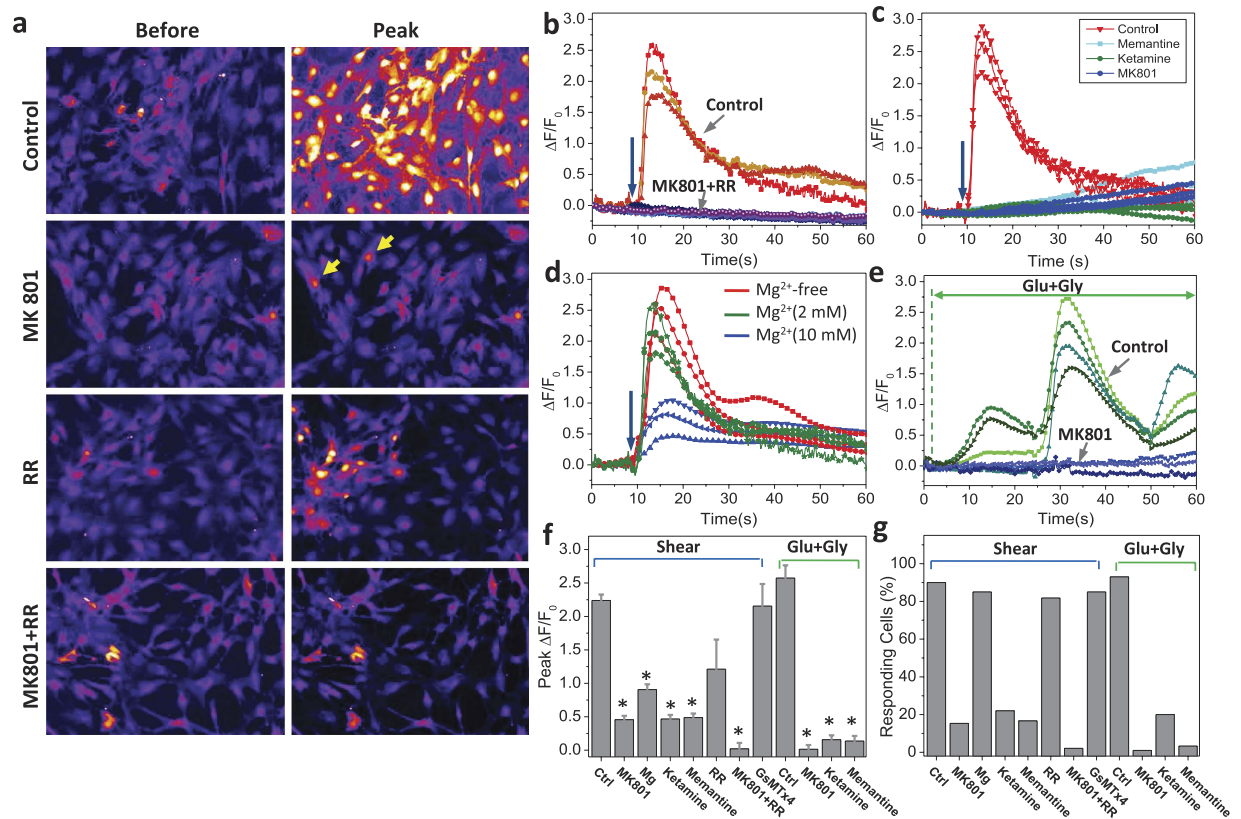 a
Before
Peak
Control
MK 801
RR
MK801+RR
b
ΔF/F0
3.0
2.5
2.0
1.5
1.0
0.5
0.0
Control
MK801+RR
0 10 20 30 40 50 60
Time(s)
c
ΔF/F0
3.0
2.5
2.0
1.5
1.0
0.5
0.0
Control
Memantine
Ketamine
MK801
0 10 20 30 40 50 60
Time(s)
d
ΔF/F0
3.0
2.5
2.0
1.5
1.0
0.5
0.0
Mg2+-free
Mg2+(2 mM)
Mg2+(10 mM)
0 10 20 30 40 50 60
Time(s)
e
ΔF/F0
3.0
2.5
2.0
1.5
1.0
0.5
0.0
Glu+Gly
Control
MK801
0 10 20 30 40 50 60
Time(s)
f
Peak ΔF/F0
3.0
2.5
2.0
1.5
1.0
0.5
0.0
Shear
Glu+Gly
* * * * * * * *
Ctrl
MK801
Mg
Ketamine
Memantine
RR
MK801+RR
GsMTx4
Ctrl
MK801
Ketamine
Memantine
g
Responding Cells (%)
100
80
60
40
20
0
Shear
Glu+Gly
Ctrl
MK801
Mg
Ketamine
Memantine
RR
MK801+RR
GsMTx4
Ctrl
MK801
Ketamine
Memantine